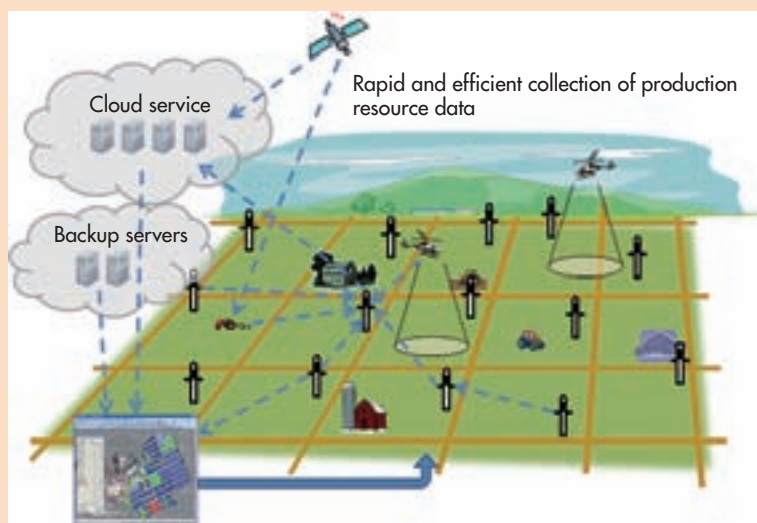 Cloud service
Rapid and efficient collection of production
resource data
Backup servers